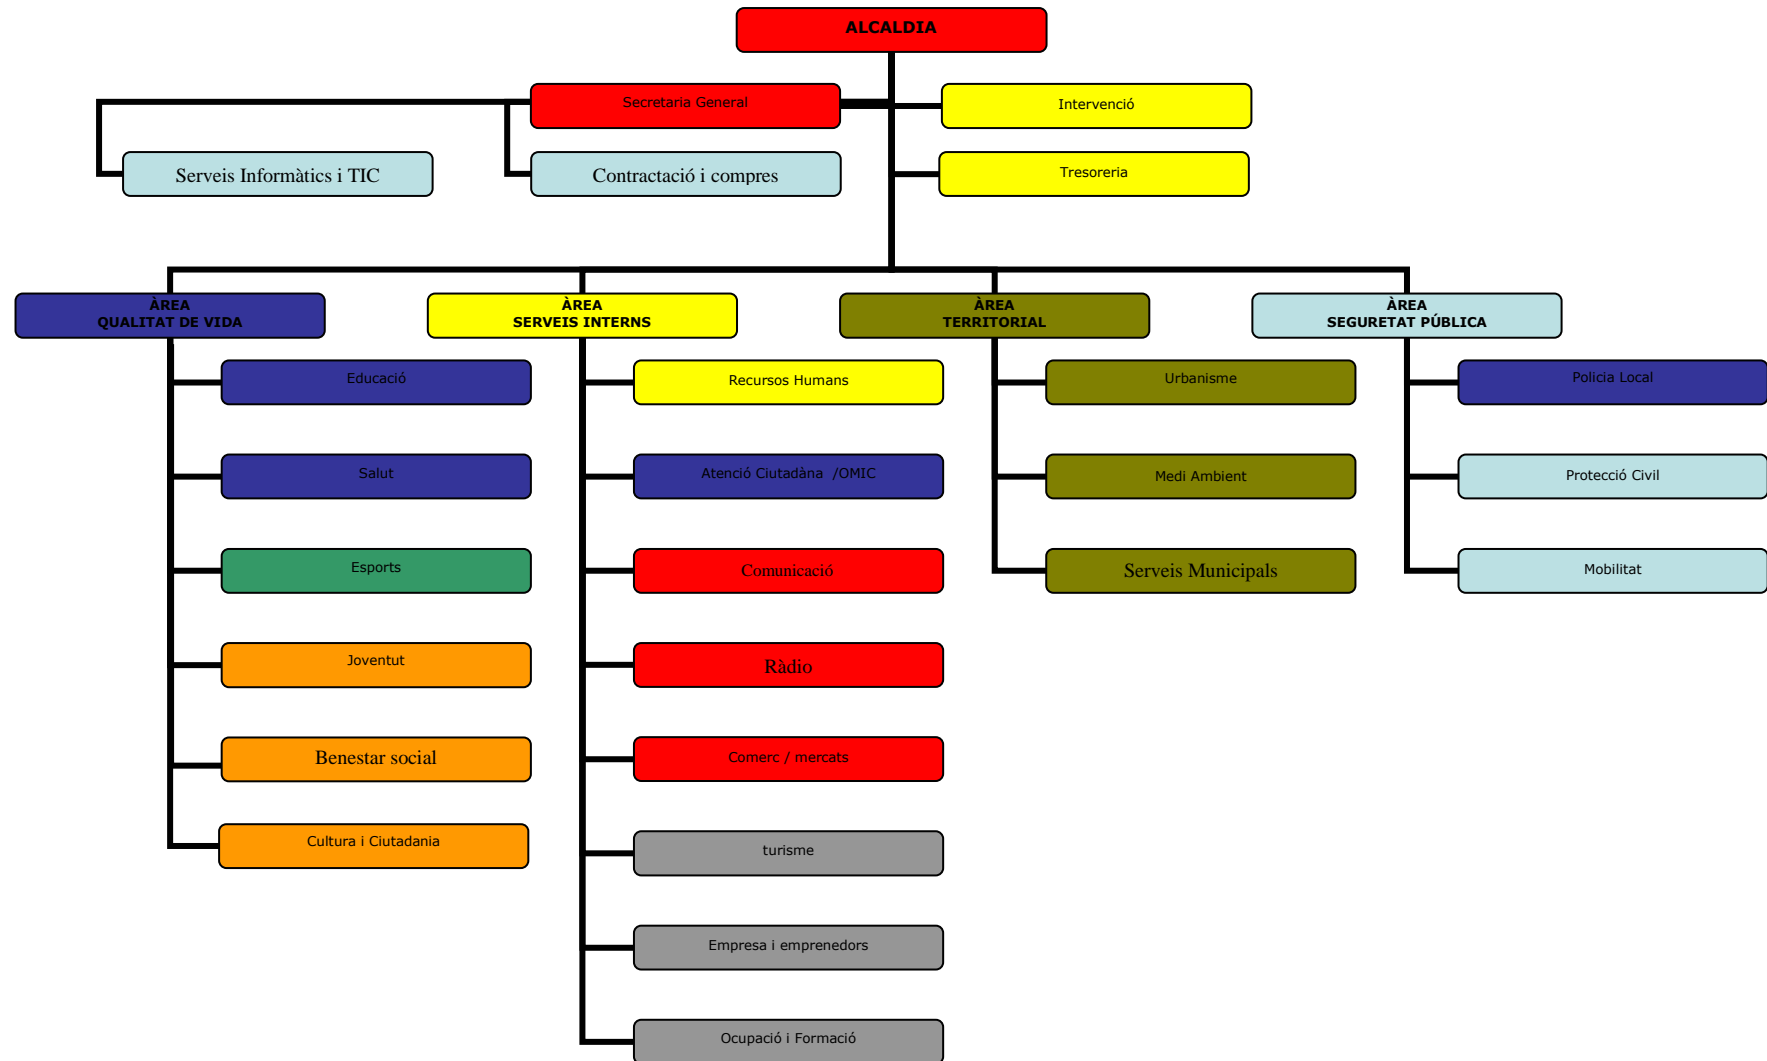 ALCALDIA
Secretaria General
Intervenció
Serveis Informàtics i TIC
Contractació i compres
Tresoreria
ÀREA
QUALITAT DE VIDA
ÀREA
SERVEIS INTERNS
ÀREA
TERRITORIAL
ÀREA
SEGURETAT PÚBLICA
Educació
Recursos Humans
Urbanisme
Policia Local
Salut
Atenció Ciutadàna /OMIC
Medi Ambient
Protecció Civil
Esports
Comunicació
Serveis Municipals
Mobilitat
Joventut
Ràdio
Benestar social
Comerc / mercats
Cultura i Ciutadania
turisme
Empresa i emprenedors
Ocupació i Formació